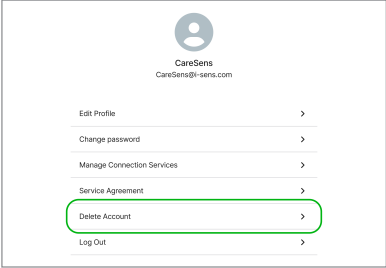 CareSens
CareSens@i-sens.com
Edit Profile
Change password
Manage Connection Services
Service Agreement
Delete Account
Log Out